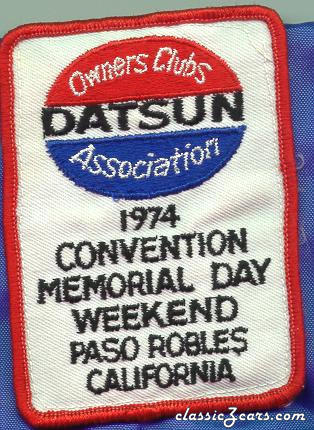 Owners Clubs
DATSUN
Association
1974
CONVENTION
MEMORIAL DAY
WEEKEND
PASO ROBLES
CALIFORNIA
classiczcars.com